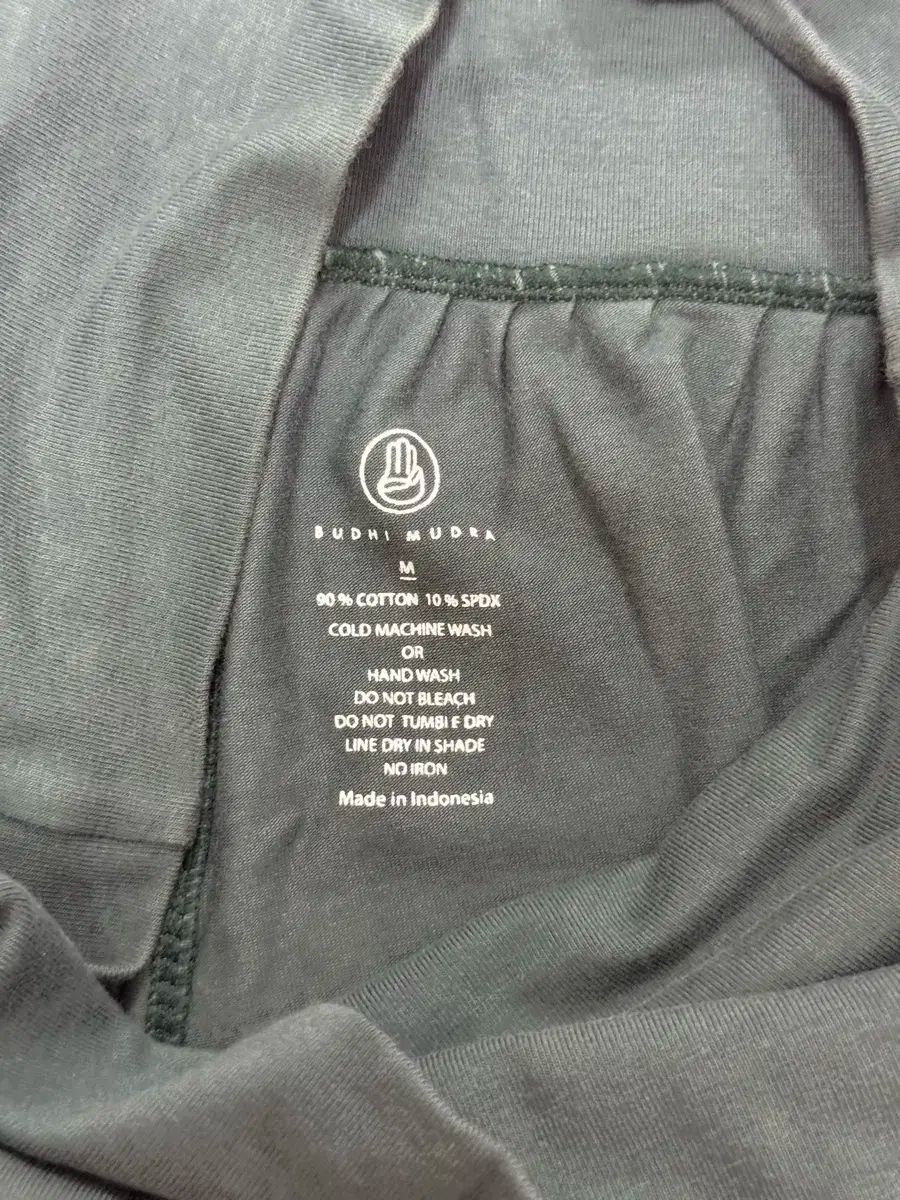 BUDHI MUDRA
M
90 % COTTON 10 % SPDX
COLD MACHINE WASH
OR
HAND WASH
DO NOT BLEACH
DO NOT TUMBLE DRY
LINE DRY IN SHADE
NO IRON
Made in Indonesia